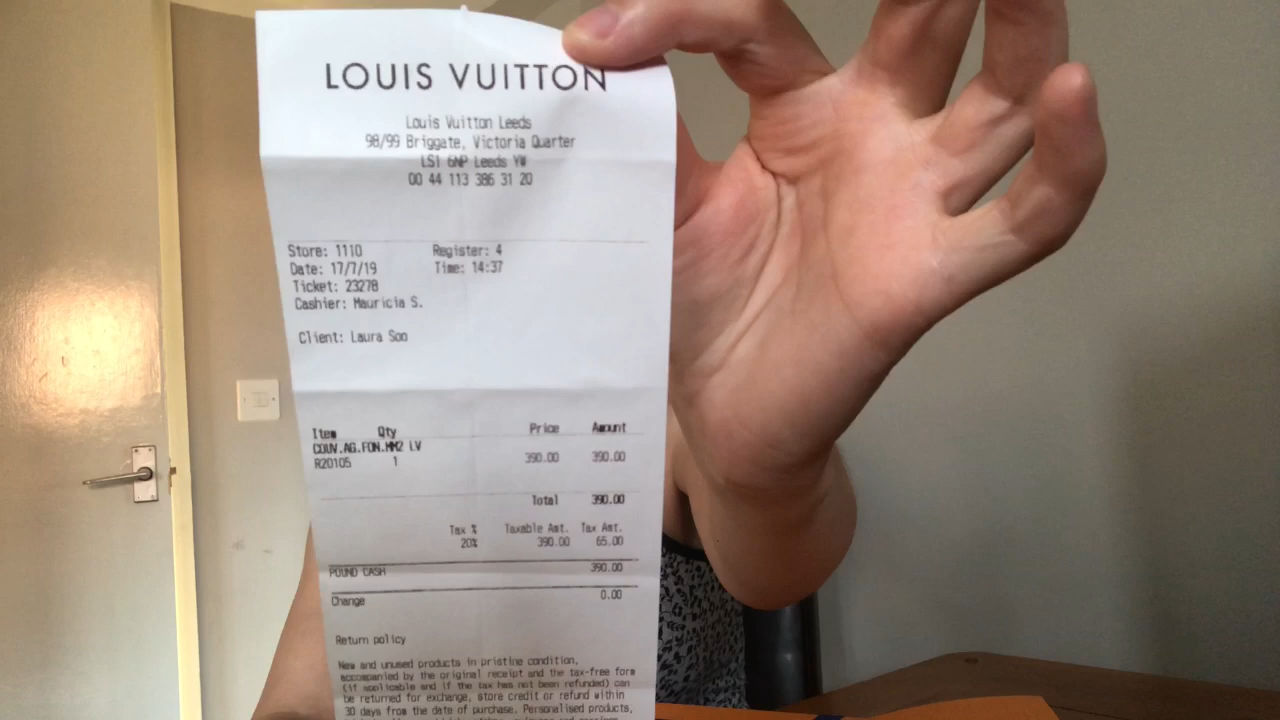 LOUIS VUITTON
Louis Vuitton Leeds
98/99 Briggate, Victoria Quarter
LS1 6NP Leeds YW
00 44 113 386 31 20
Store: 1110 Register: 4
Date: 17/7/19 Time: 14:37
Ticket: 23278
Cashier: Mauricia S.
Client: Laura Soo
Item Qty Price Amount
COUV.AG.FON.MM2 LV
R20105 1 390.00 390.00
Total 390.00
Tax % Taxable Amt. Tax Amt.
20% 390.00 65.00
POUND CASH 390.00
Change 0.00
Return policy
New and unused products in pristine condition,
accompanied by the original receipt and the tax-free form
(if applicable and if the tax has not been refunded) can
be returned for exchange, store credit or refund within
30 days from the date of purchase. Personalised products,